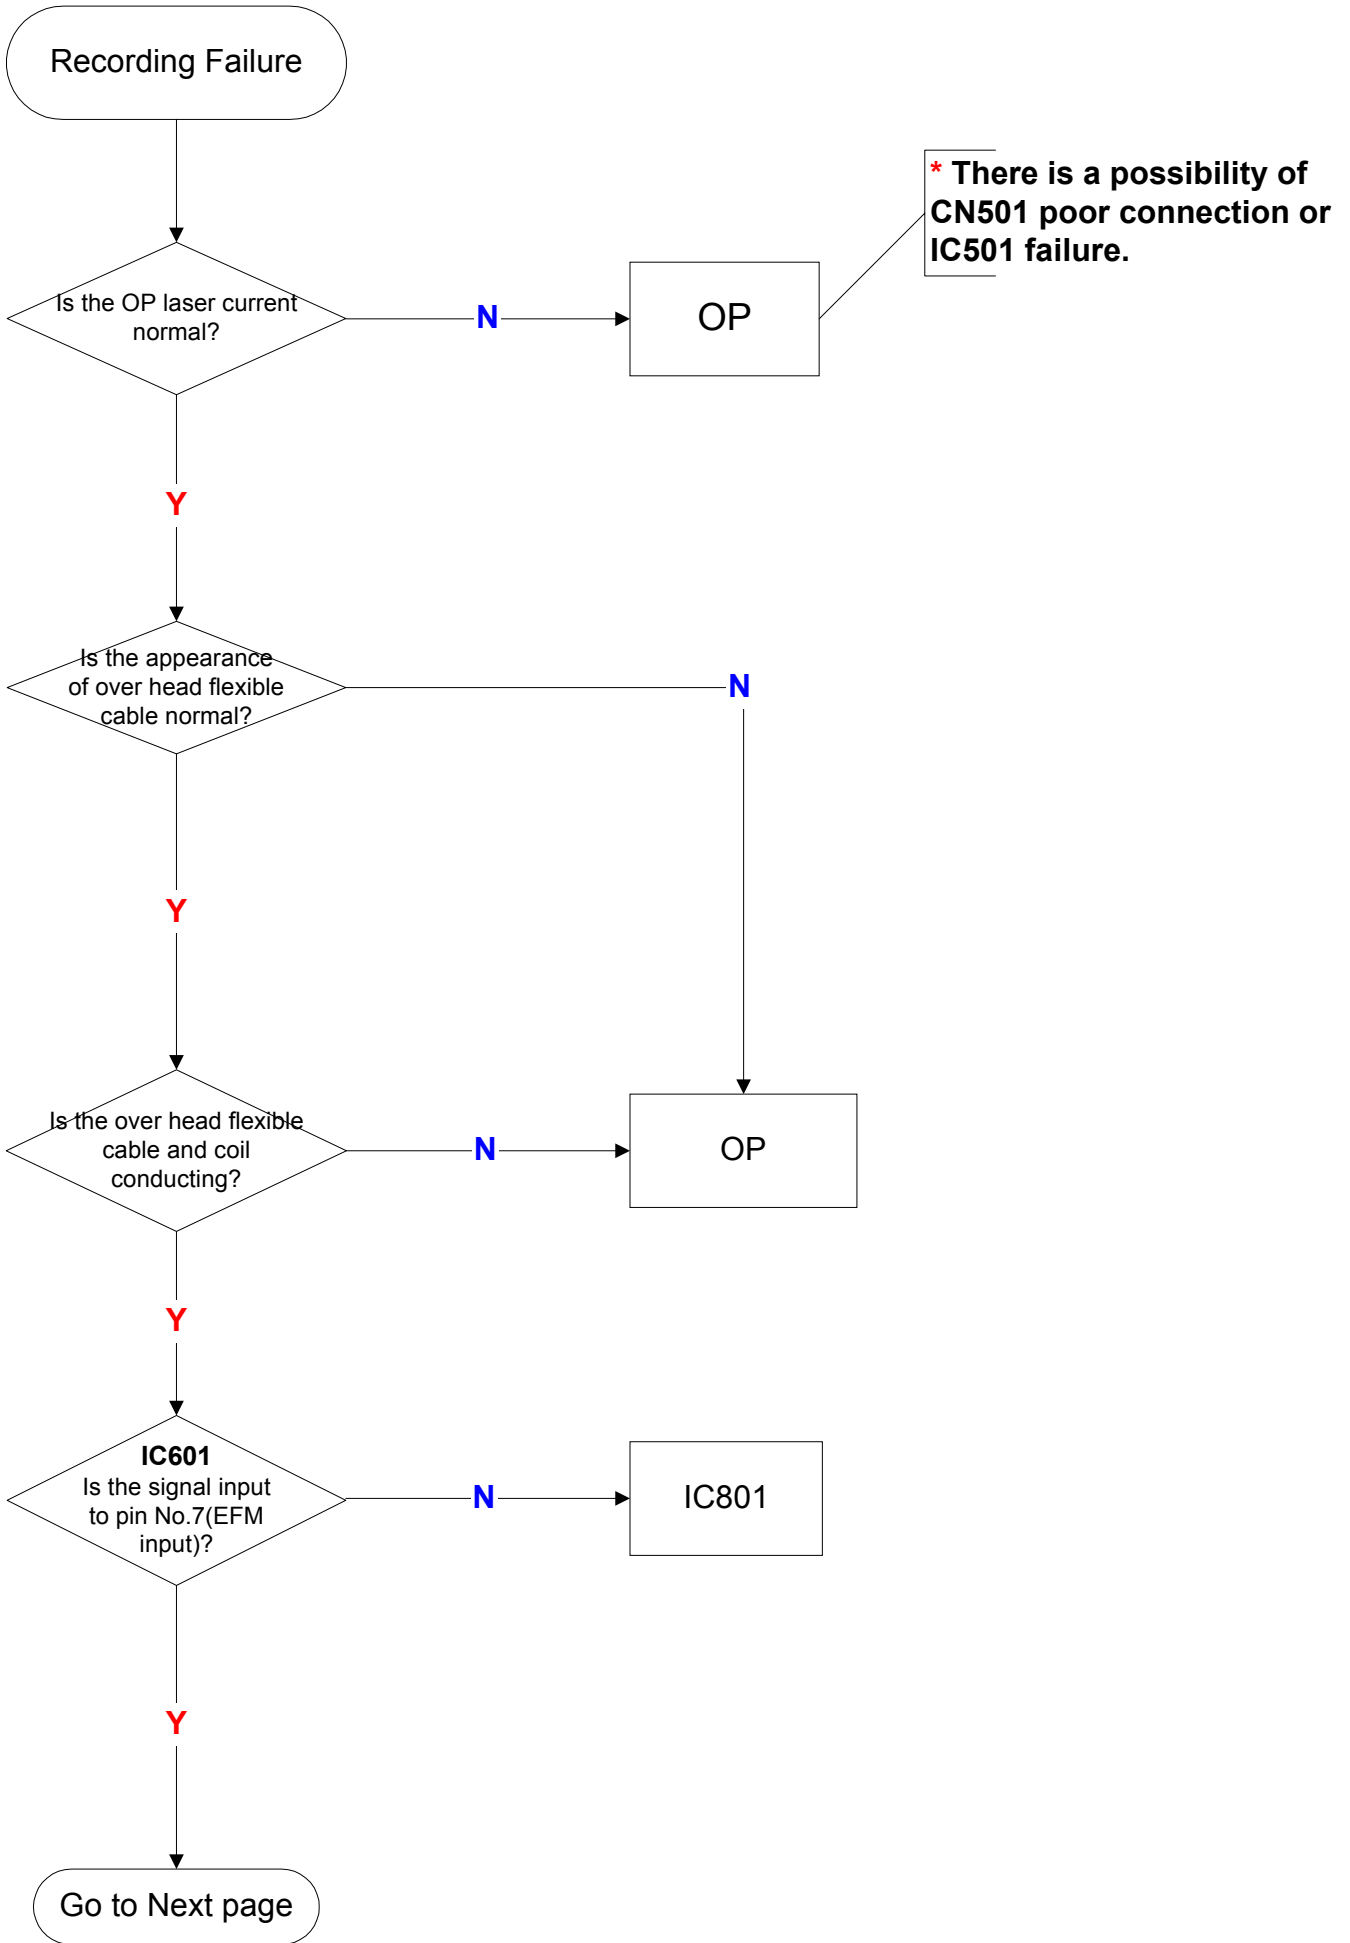 Recording Failure
* There is a possibility of
CN501 poor connection or
IC501 failure.
Is the OP laser current
normal?
N
OP
Y
Is the appearance
of over head flexible
cable normal?
N
Y
Is the over head flexible
cable and coil
conducting?
N
OP
Y
IC601
Is the signal input
to pin No.7(EFM
input)?
N
IC801
Y
Go to Next page